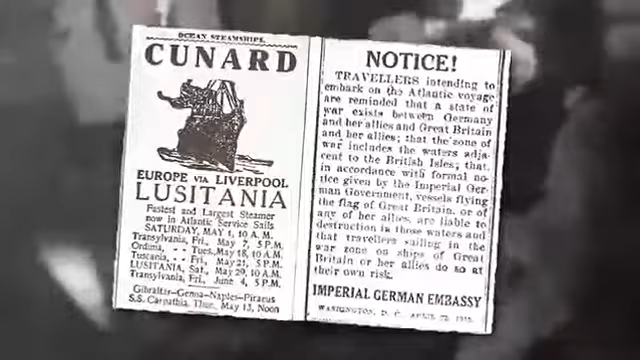 OCEAN STEAMSHIPS.
CUNARD
EUROPE VIA LIVERPOOL
LUSITANIA
Fastest and Largest Steamer
now in Atlantic Service Sails
SATURDAY, MAY 1, 10 A.M.
Transylvania, Fri., May 7, 5 P.M.
Orduna, - - Tues., May 18, 10 A.M.
Tuscania, - - Fri., May 21, 5 P.M.
LUSITANIA, Sat., May 29, 10 A.M.
Transylvania, Fri., June 4, 5 P.M.
Gibraltar-Genoa-Naples-Piraeus
S.S. Carpathia, Thur., May 13, Noon
NOTICE!
TRAVELLERS intending to
embark on the Atlantic voyage
are reminded that a state of
war exists between Germany
and her allies and Great Britain
and her allies; that the zone of
war includes the waters adja-
cent to the British Isles; that,
in accordance with formal no-
tice given by the Imperial Ger-
man Government, vessels flying
the flag of Great Britain, or of
any of her allies, are liable to
destruction in those waters and
that travellers sailing in the
war zone on ships of Great
Britain or her allies do so at
their own risk.
IMPERIAL GERMAN EMBASSY
WASHINGTON, D. C., APRIL 22, 1915.